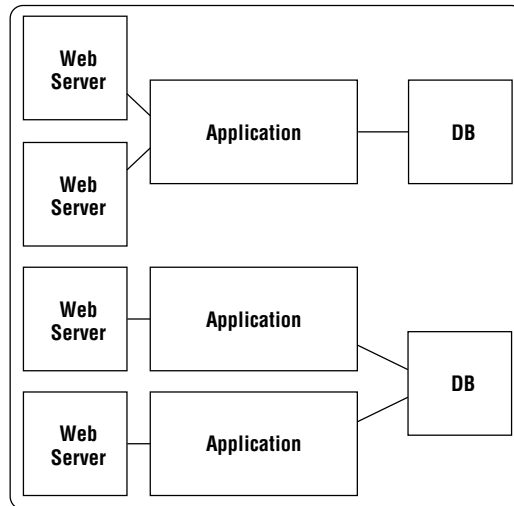 Web
Server
Application
DB
Web
Server
Web
Server
Application
DB
Web
Server
Application